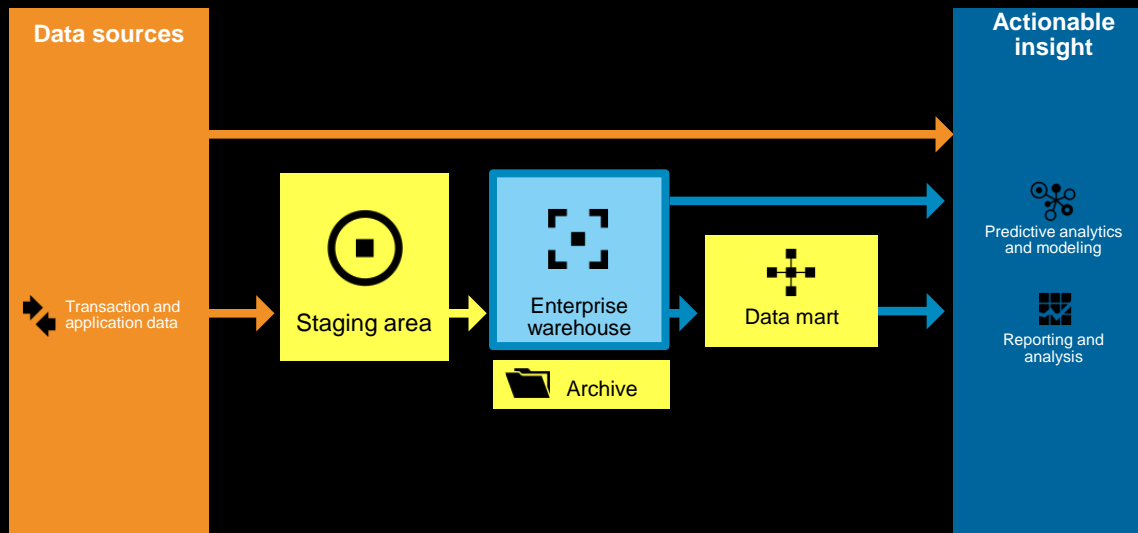 Data sources
Actionable
insight
Transaction and
application data
Staging area
Enterprise
warehouse
Archive
Data mart
Predictive analytics
and modeling
Reporting and
analysis